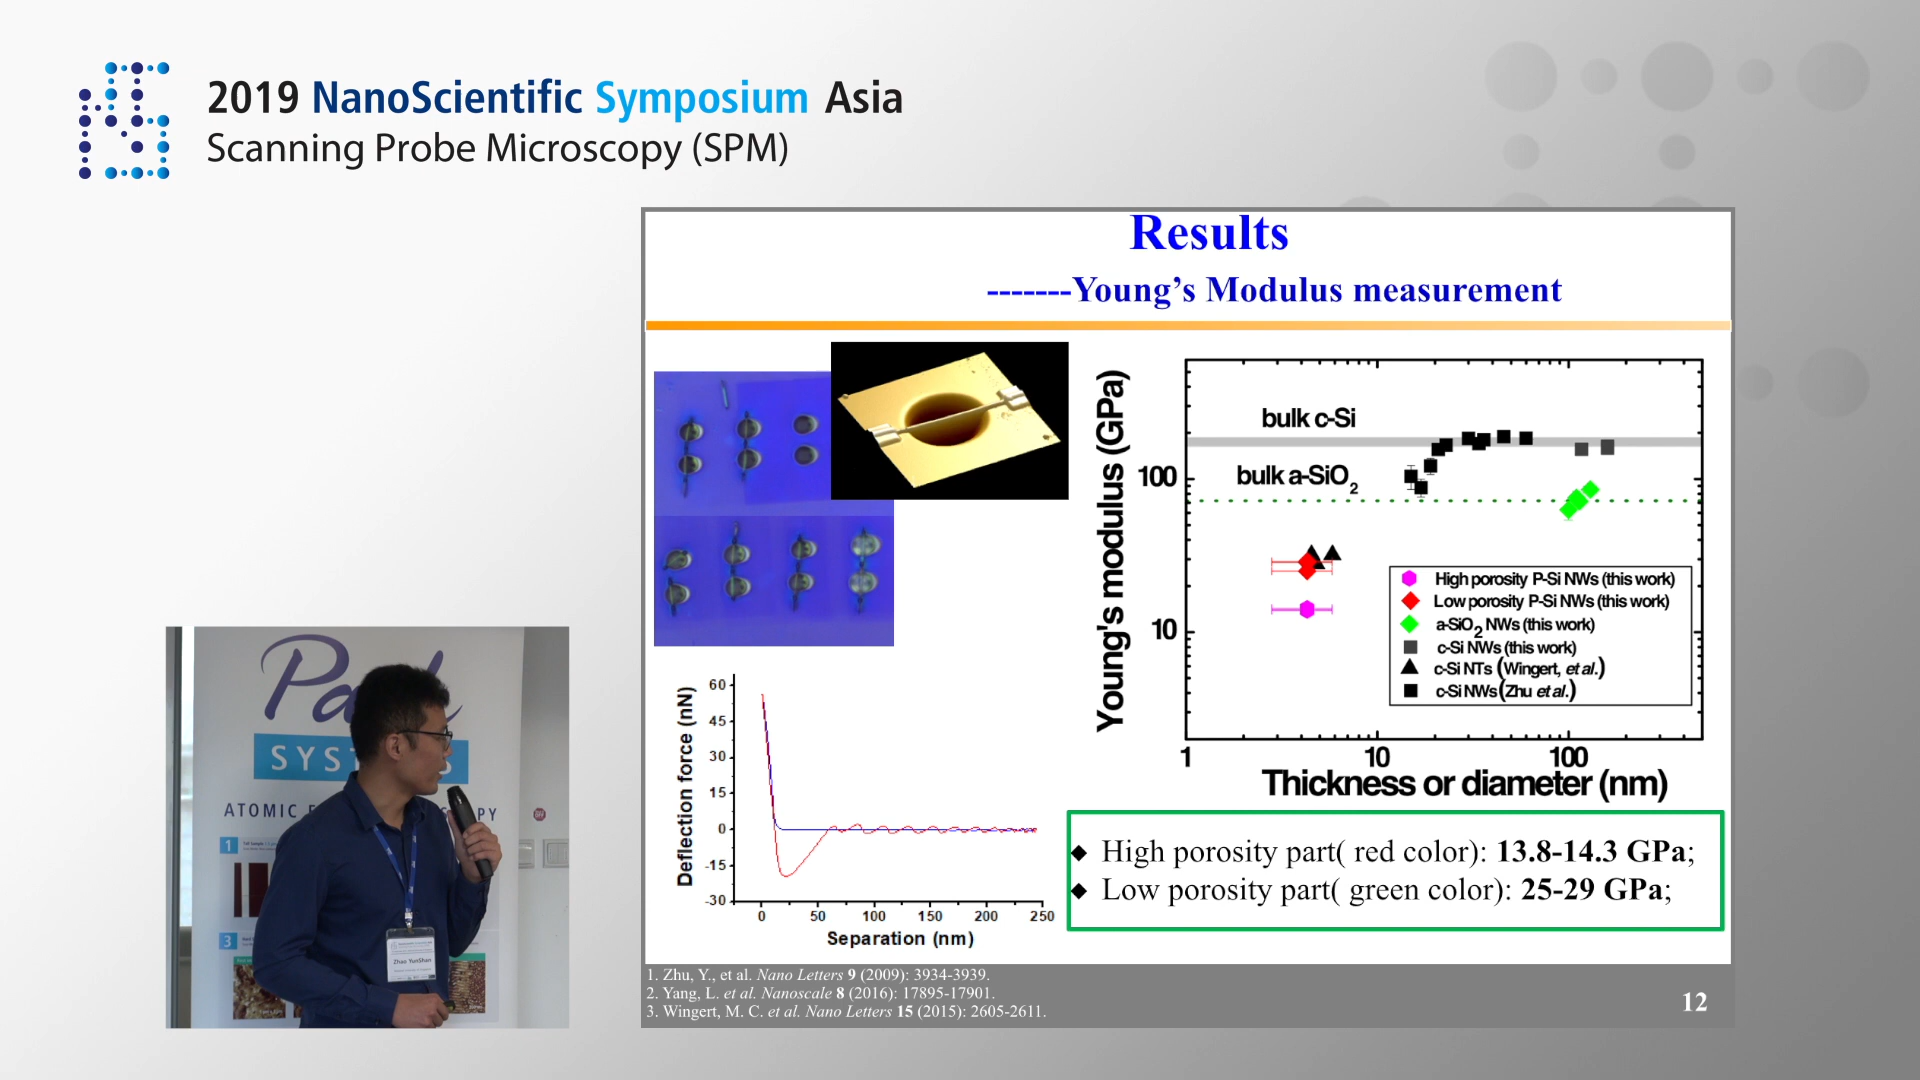 2019 NanoScientific Symposium Asia
Scanning Probe Microscopy (SPM)
Results
-------Young's Modulus measurement
Young's modulus (GPa)
100
10
bulk c-Si
bulk a-SiO2
High porosity P-Si NWs (this work)
Low porosity P-Si NWs (this work)
a-SiO2 NWs (this work)
c-Si NWs (this work)
c-Si NTs (Wingert, et al.)
c-Si NWs (Zhu et al.)
1 10 100
Thickness or diameter (nm)
Deflection force (nN)
60
45
30
15
0
-15
-30
0 50 100 150 200 250
Separation (nm)
◆ High porosity part( red color): 13.8-14.3 GPa;
◆ Low porosity part( green color): 25-29 GPa;
1. Zhu, Y., et al. Nano Letters 9 (2009): 3934-3939.
2. Yang, L. et al. Nanoscale 8 (2016): 17895-17901.
3. Wingert, M. C. et al. Nano Letters 15 (2015): 2605-2611.
12
SYS S
ATOMIC F PY
1
3
Zhao YunShan